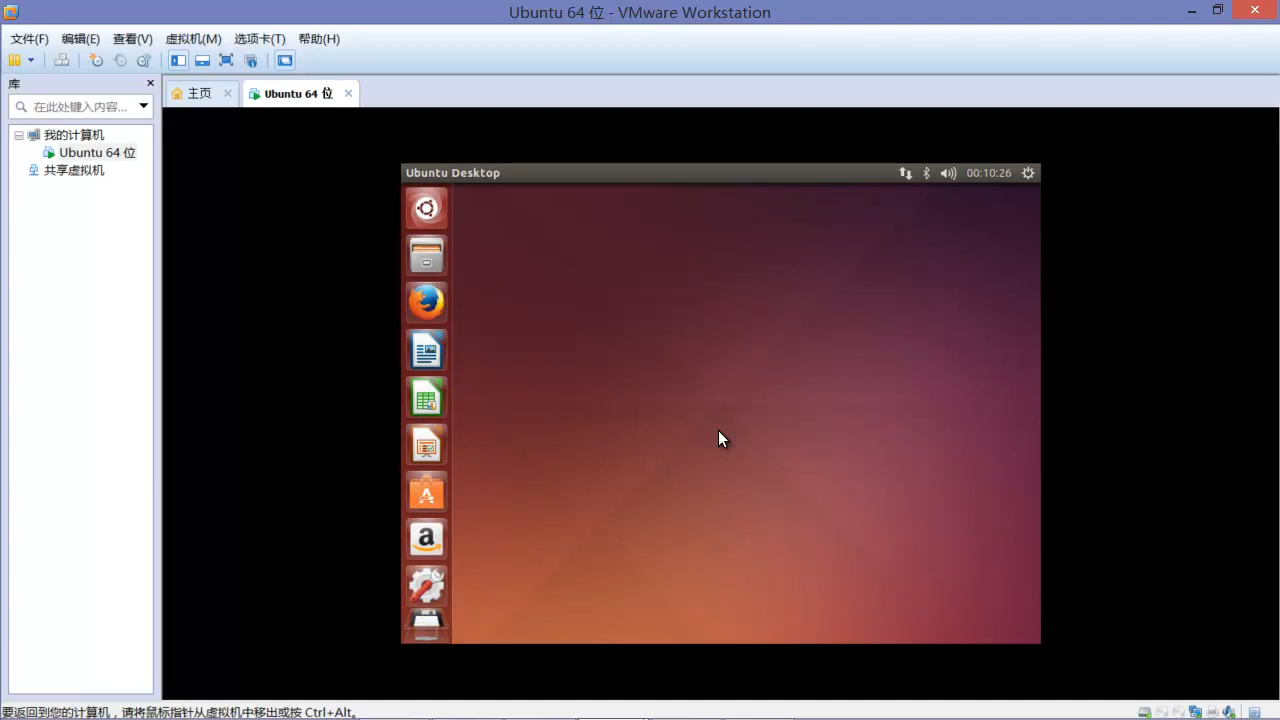 Ubuntu 64 位 - VMware Workstation
文件(F) 编辑(E) 查看(V) 虚拟机(M) 选项卡(T) 帮助(H)
库
主页
Ubuntu 64 位
在此处键入内容...
我的计算机
Ubuntu 64 位
共享虚拟机
Ubuntu Desktop 00:10:26
要返回到您的计算机，请将鼠标指针从虚拟机中移出或按 Ctrl+Alt。